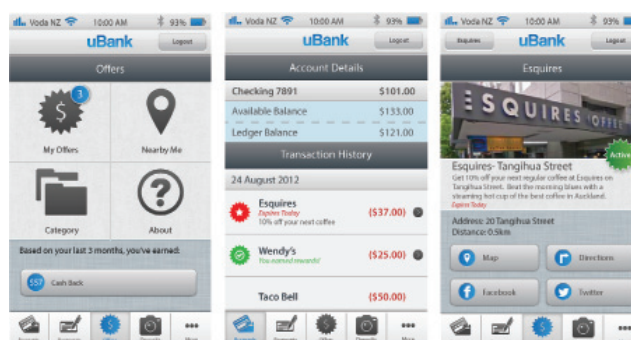 Voda NZ 10:00 AM 93%
uBank Logout
Offers
3
$
My Offers Nearby Me
?
Category About
Based on your last 3 months, you've earned:
$57 Cash Back
Voda NZ 10:00 AM 93%
uBank Logout
Account Details
Checking 7891 $101.00
Available Balance $133.00
Ledger Balance $121.00
Transaction History
24 August 2012
Esquires
Expires Today ($37.00)
10% off your next coffee
Wendy's ($25.00)
You earned rewards!
Taco Bell ($50.00)
Voda NZ 10:00 AM 93%
Esquires uBank Logout
Esquires
ESQUIRES COFFEE
Active
Esquires- Tangihua Street
Get 10% off your next regular coffee at Esquires on
Tangihua Street. Beat the morning blues with a
steaming hot cup of the best coffee in Auckland.
Expires Today
Address: 20 Tangihua Street
Distance: 0.5km
Map Directions
Facebook Twitter